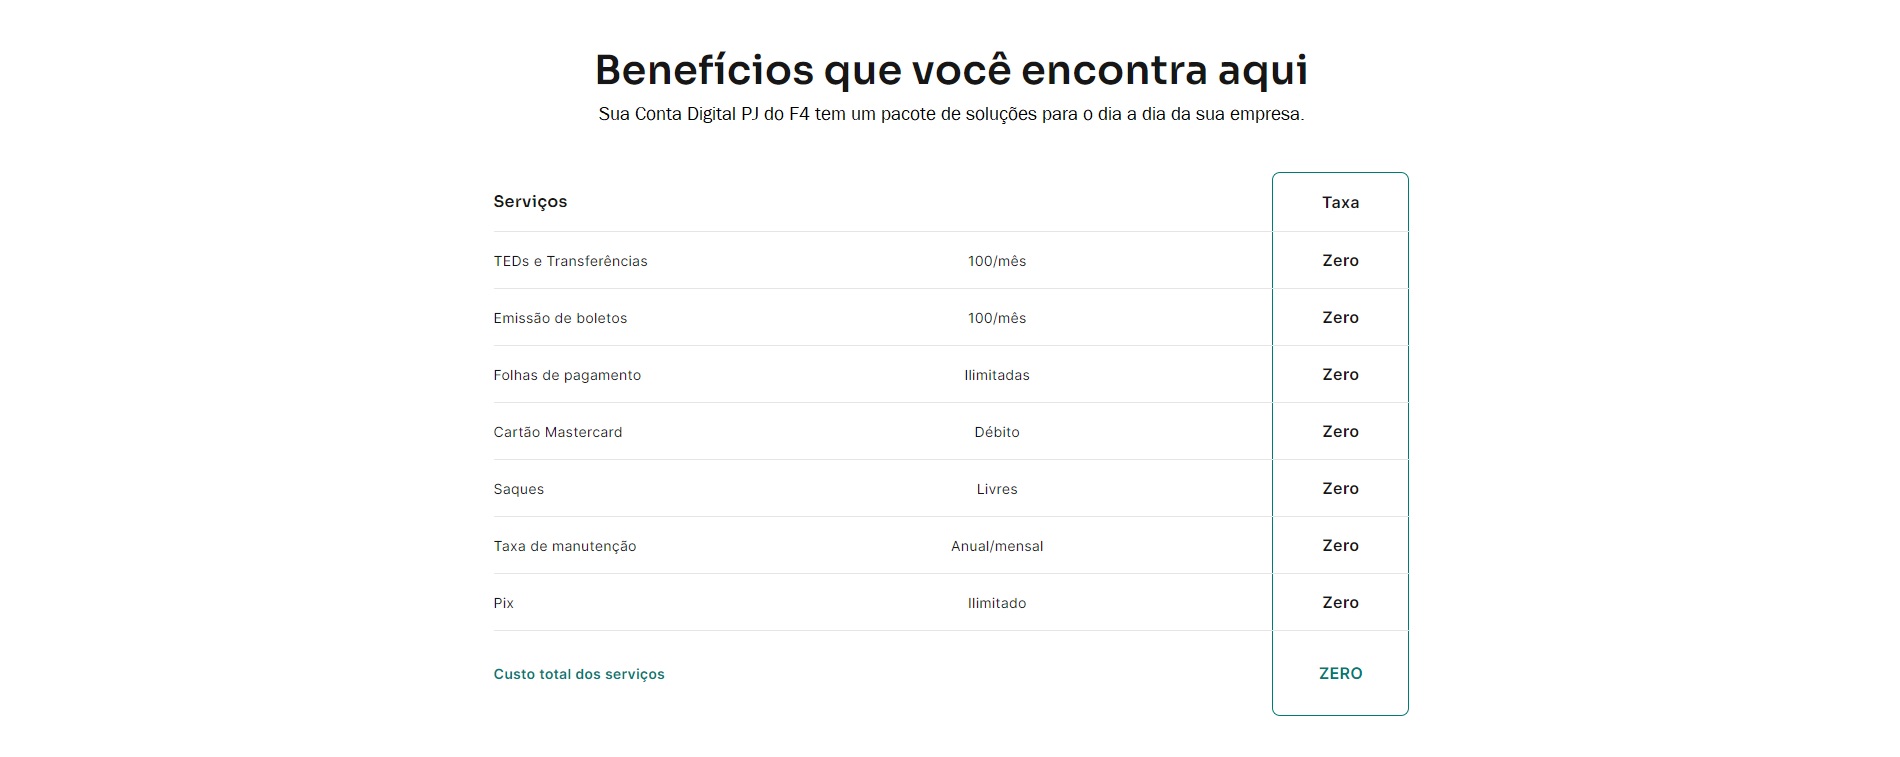 Benefícios que você encontra aqui
Sua Conta Digital PJ do F4 tem um pacote de soluções para o dia a dia da sua empresa.
Serviços Taxa
TEDs e Transferências 100/mês Zero
Emissão de boletos 100/mês Zero
Folhas de pagamento Ilimitadas Zero
Cartão Mastercard Débito Zero
Saques Livres Zero
Taxa de manutenção Anual/mensal Zero
Pix Ilimitado Zero
Custo total dos serviços ZERO